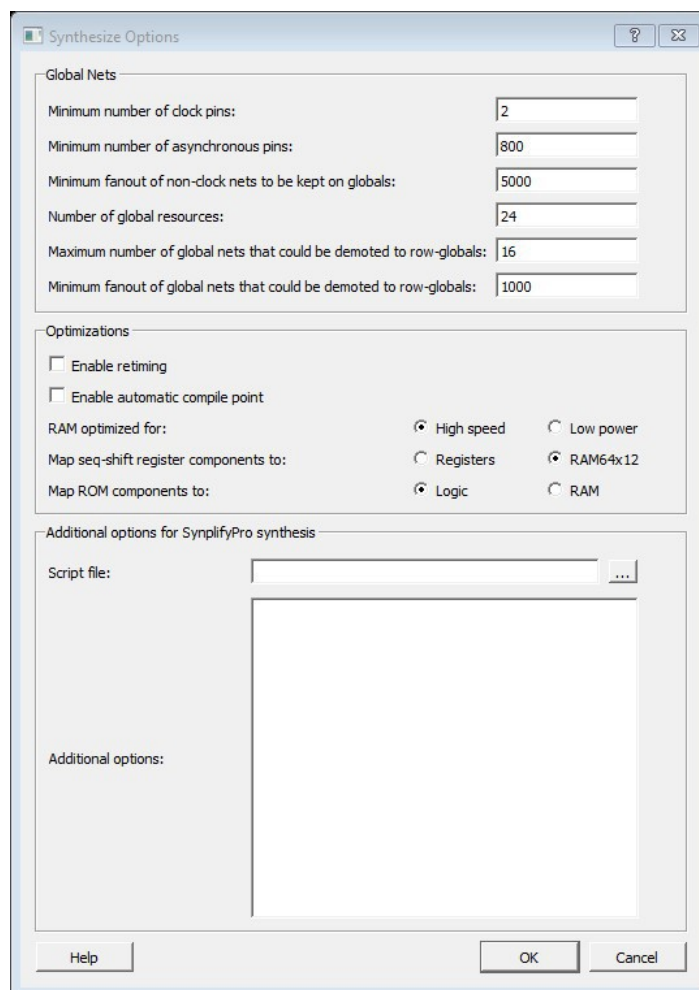 Synthesize Options
Global Nets
Minimum number of clock pins: 2
Minimum number of asynchronous pins: 800
Minimum fanout of non-clock nets to be kept on globals: 5000
Number of global resources: 24
Maximum number of global nets that could be demoted to row-globals: 16
Minimum fanout of global nets that could be demoted to row-globals: 1000
Optimizations
Enable retiming
Enable automatic compile point
RAM optimized for: High speed Low power
Map seq-shift register components to: Registers RAM64x12
Map ROM components to: Logic RAM
Additional options for SynplifyPro synthesis
Script file: ...
Additional options:
Help OK Cancel